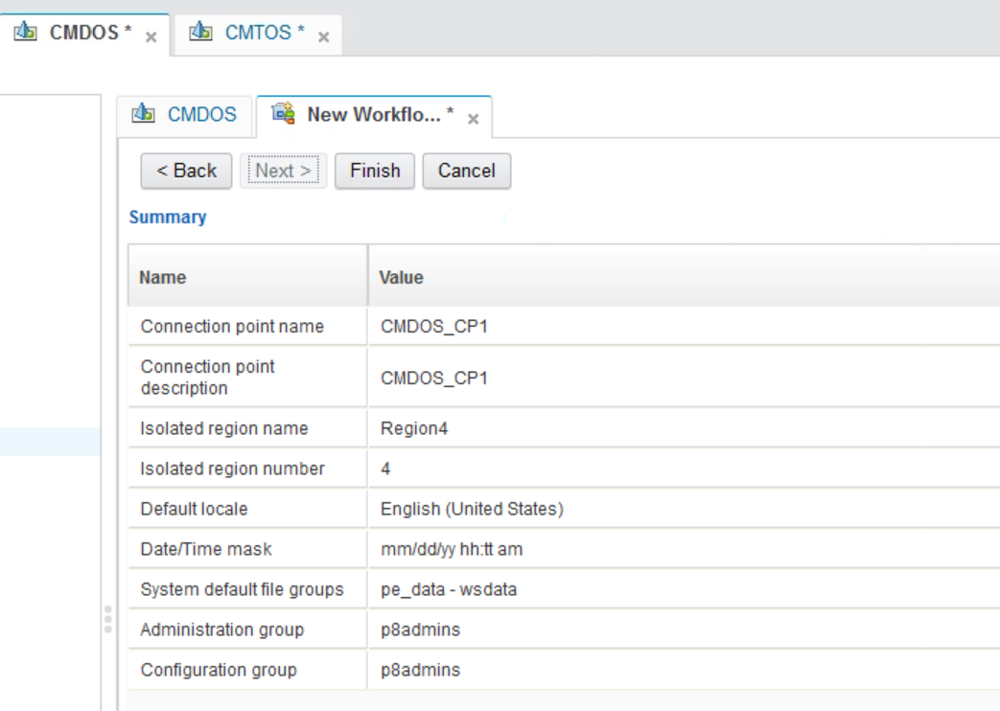 CMDOS * x CMTOS * x
CMDOS New Workflo... * x
< Back Next > Finish Cancel
Summary
Name Value
Connection point name CMDOS_CP1
Connection point
description CMDOS_CP1
Isolated region name Region4
Isolated region number 4
Default locale English (United States)
Date/Time mask mm/dd/yy hh:tt am
System default file groups pe_data - wsdata
Administration group p8admins
Configuration group p8admins